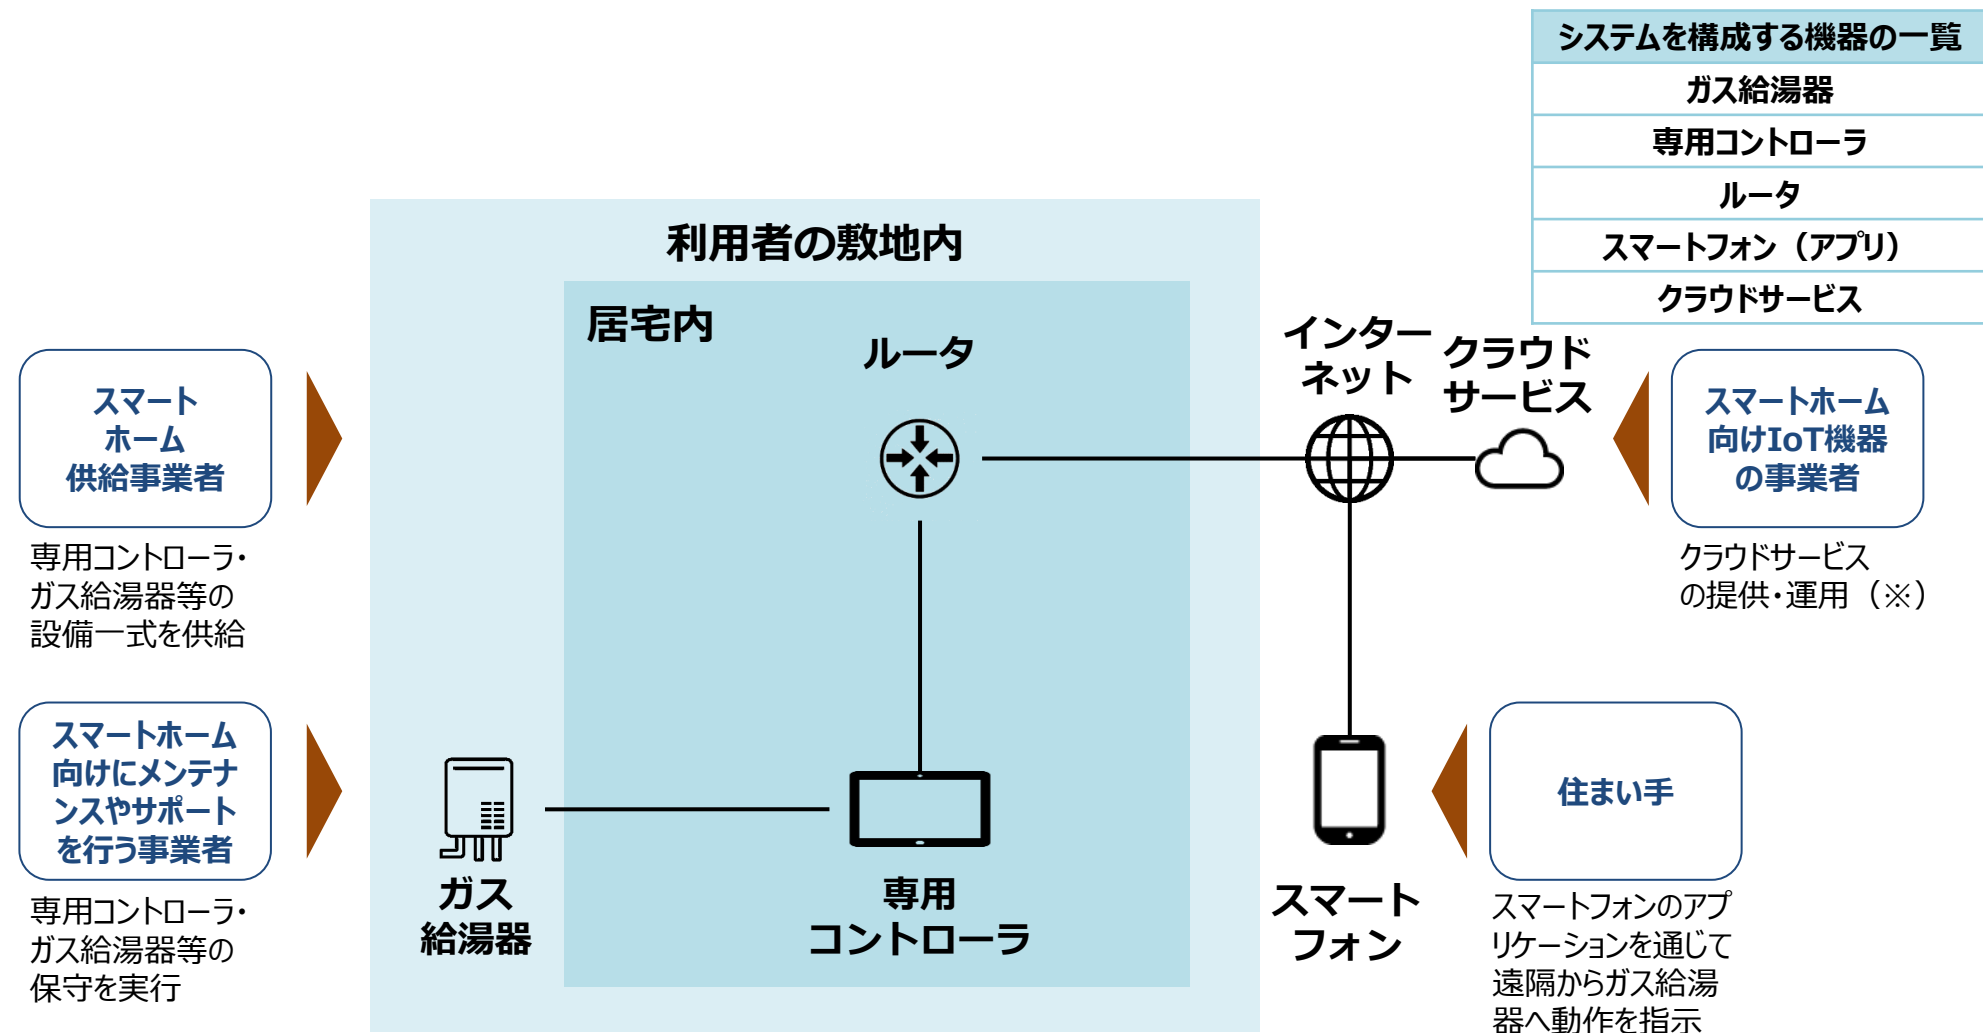 システムを構成する機器の一覧
ガス給湯器
専用コントローラ
ルータ
スマートフォン（アプリ）
クラウドサービス
利用者の敷地内
居宅内
ルータ
インター
ネット
クラウド
サービス
スマート
ホーム
供給事業者
専用コントローラ・
ガス給湯器等の
設備一式を供給
スマートホーム
向けIoT機器
の事業者
クラウドサービス
の提供・運用（※）
スマートホーム
向けにメンテナ
ンスやサポート
を行う事業者
専用コントローラ・
ガス給湯器等の
保守を実行
ガス
給湯器
専用
コントローラ
スマート
フォン
住まい手
スマートフォンのアプ
リケーションを通じて
遠隔からガス給湯
器へ動作を指示